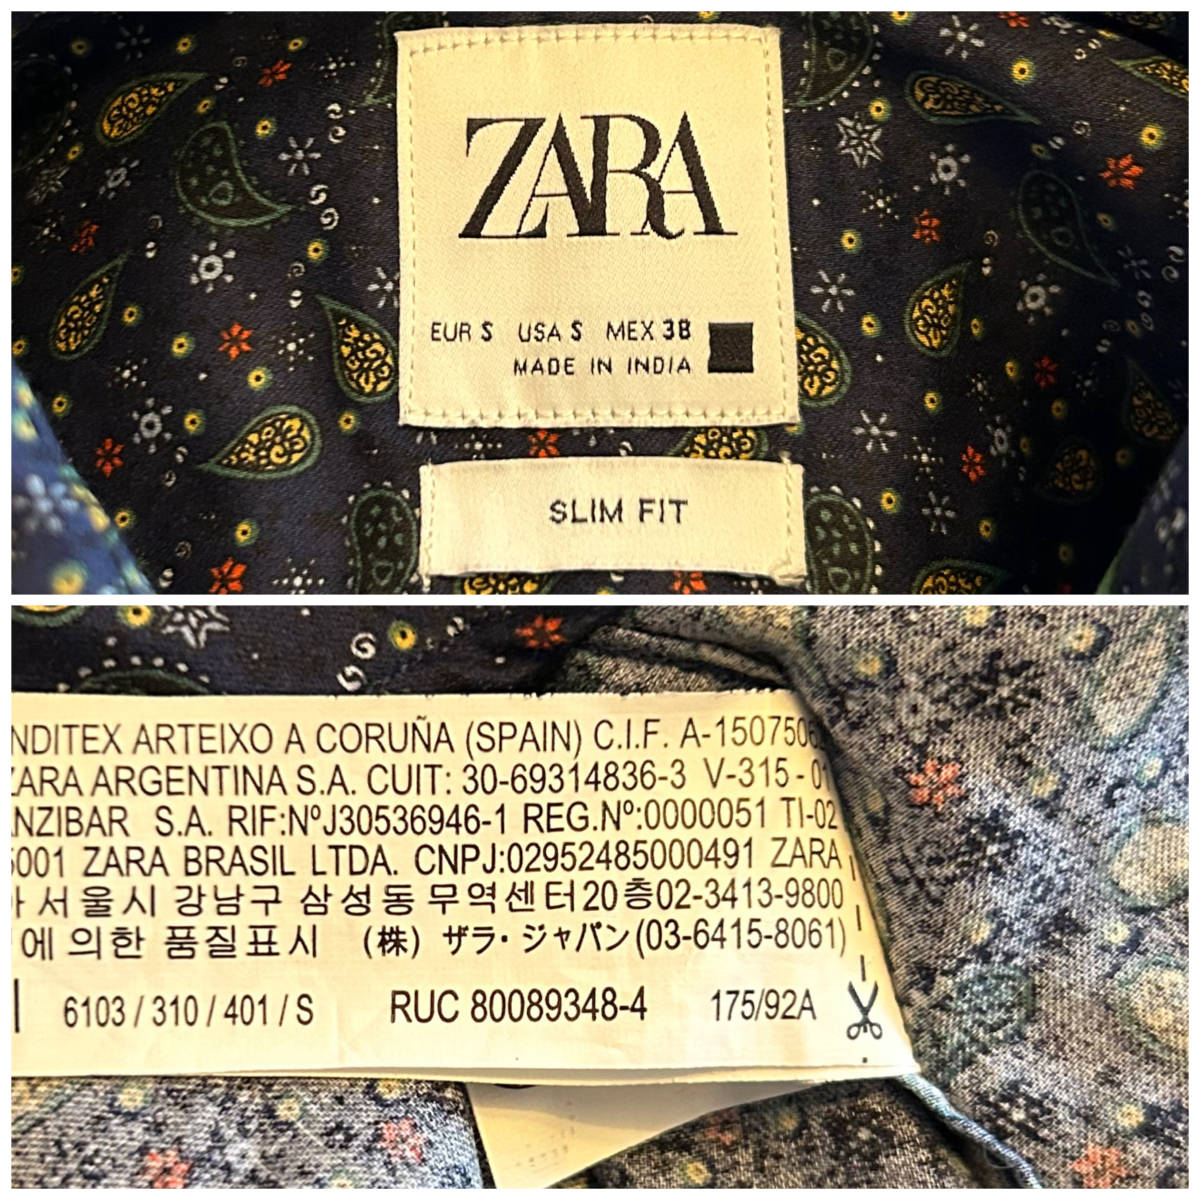 ZARA
EUR S USA S MEX 38
MADE IN INDIA
SLIM FIT
NDITEX ARTEIXO A CORUÑA (SPAIN) C.I.F. A-150750
ZARA ARGENTINA S.A. CUIT: 30-69314836-3 V-315-01
ANZIBAR S.A. RIF:NºJ30536946-1 REG.Nº:0000051 TI-02
5001 ZARA BRASIL LTDA. CNPJ:02952485000491 ZARA
서울시 강남구 삼성동 무역센터20층02-3413-9800
에 의한 품질표시 (株) ザラ・ジャパン(03-6415-8061)
6103 / 310 / 401 / S RUC 80089348-4 175/92A